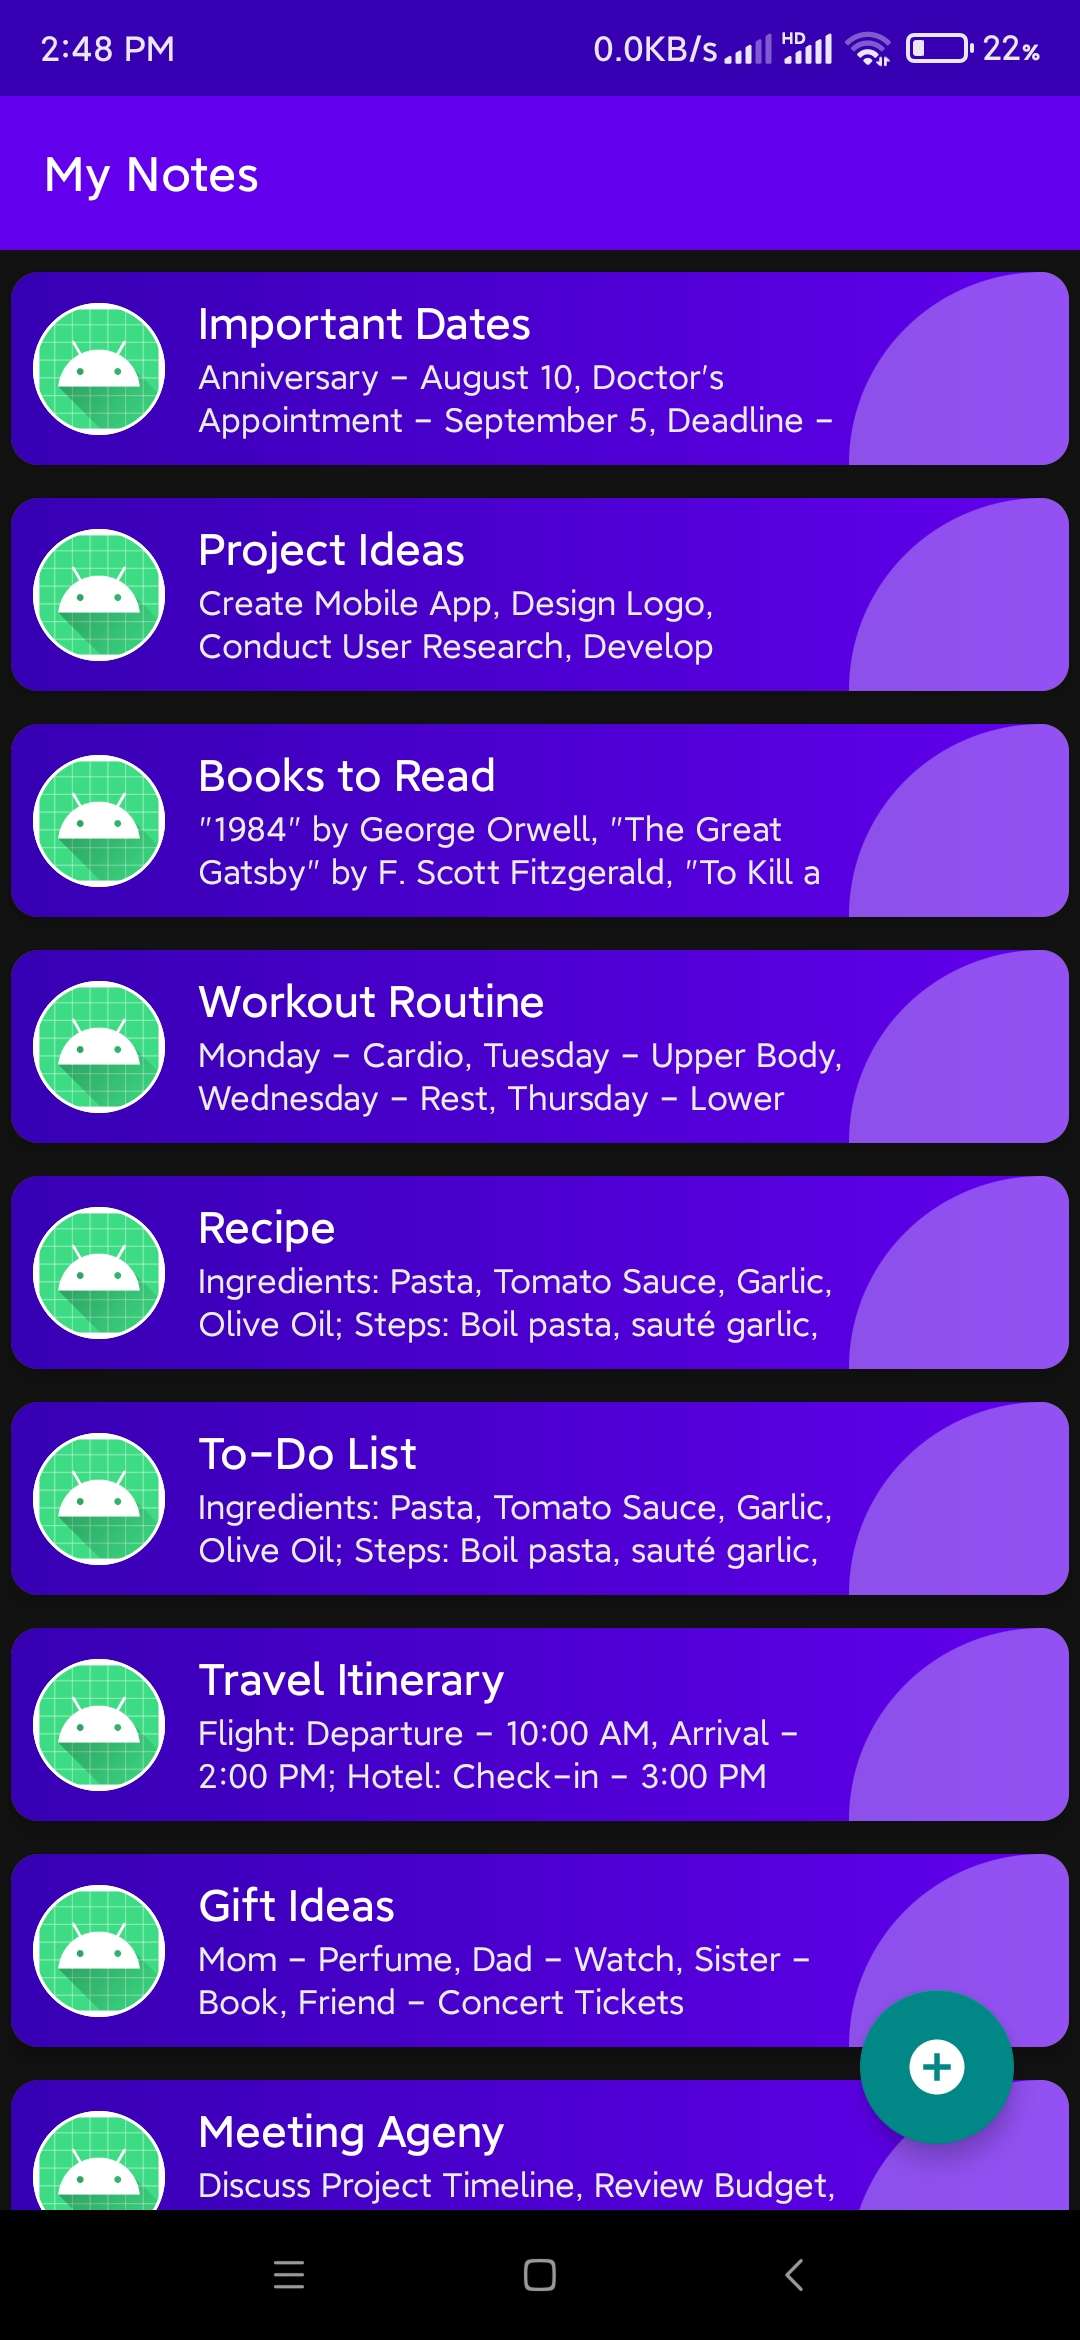 2:48 PM 0.0KB/s HD 22%
My Notes
Important Dates
Anniversary - August 10, Doctor's
Appointment - September 5, Deadline -
Project Ideas
Create Mobile App, Design Logo,
Conduct User Research, Develop
Books to Read
"1984" by George Orwell, "The Great
Gatsby" by F. Scott Fitzgerald, "To Kill a
Workout Routine
Monday - Cardio, Tuesday - Upper Body,
Wednesday - Rest, Thursday - Lower
Recipe
Ingredients: Pasta, Tomato Sauce, Garlic,
Olive Oil; Steps: Boil pasta, sauté garlic,
To-Do List
Ingredients: Pasta, Tomato Sauce, Garlic,
Olive Oil; Steps: Boil pasta, sauté garlic,
Travel Itinerary
Flight: Departure - 10:00 AM, Arrival -
2:00 PM; Hotel: Check-in - 3:00 PM
Gift Ideas
Mom - Perfume, Dad - Watch, Sister -
Book, Friend - Concert Tickets
Meeting Ageny
Discuss Project Timeline, Review Budget,